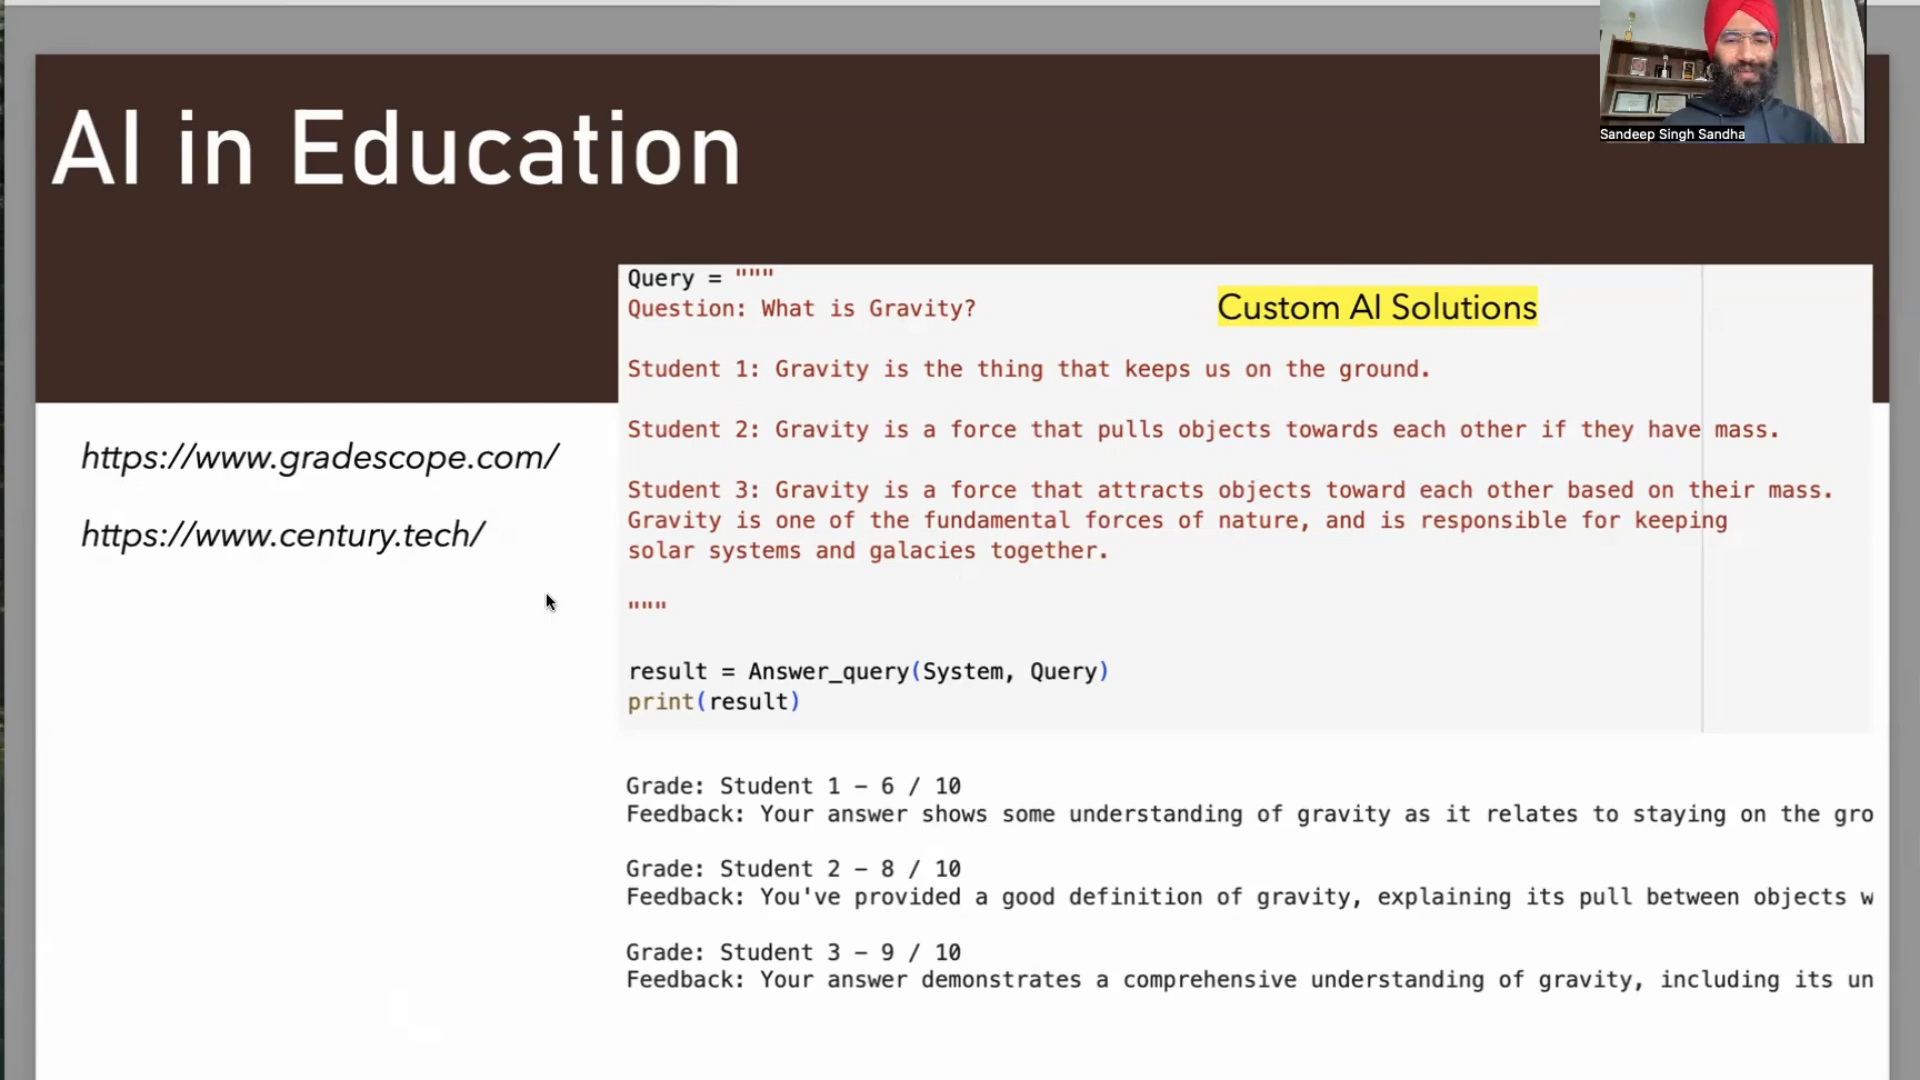 AI in Education
Sandeep Singh Sandha
https://www.gradescope.com/
https://www.century.tech/
Custom AI Solutions
Query = """
Question: What is Gravity?
Student 1: Gravity is the thing that keeps us on the ground.
Student 2: Gravity is a force that pulls objects towards each other if they have mass.
Student 3: Gravity is a force that attracts objects toward each other based on their mass.
Gravity is one of the fundamental forces of nature, and is responsible for keeping
solar systems and galacies together.
"""
result = Answer_query(System, Query)
print(result)
Grade: Student 1 – 6 / 10
Feedback: Your answer shows some understanding of gravity as it relates to staying on the gro
Grade: Student 2 – 8 / 10
Feedback: You've provided a good definition of gravity, explaining its pull between objects w
Grade: Student 3 – 9 / 10
Feedback: Your answer demonstrates a comprehensive understanding of gravity, including its un